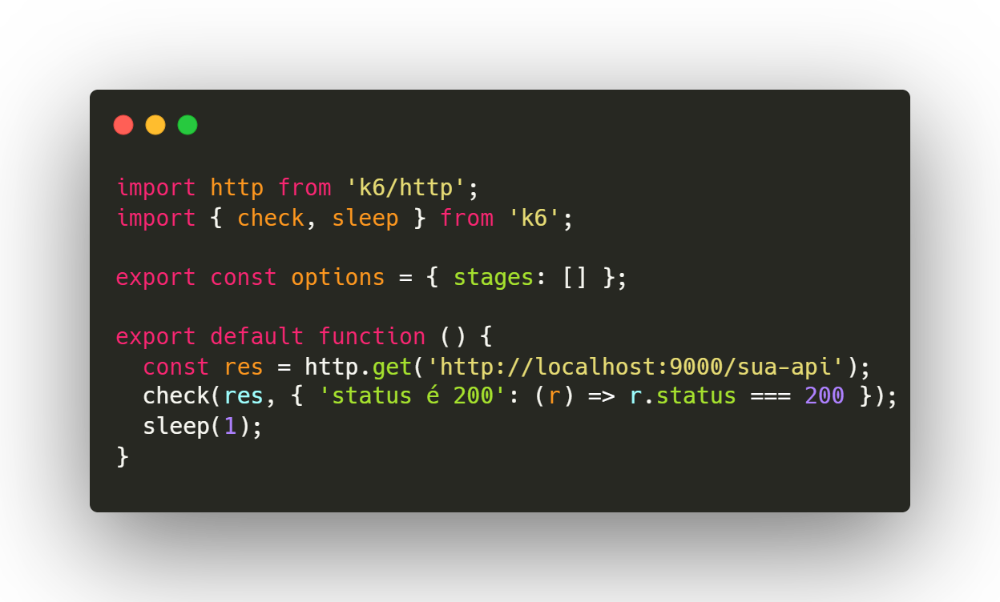 import http from 'k6/http';
import { check, sleep } from 'k6';
export const options = { stages: [] };
export default function () {
const res = http.get('http://localhost:9000/sua-api');
check(res, { 'status é 200': (r) => r.status === 200 });
sleep(1);
}